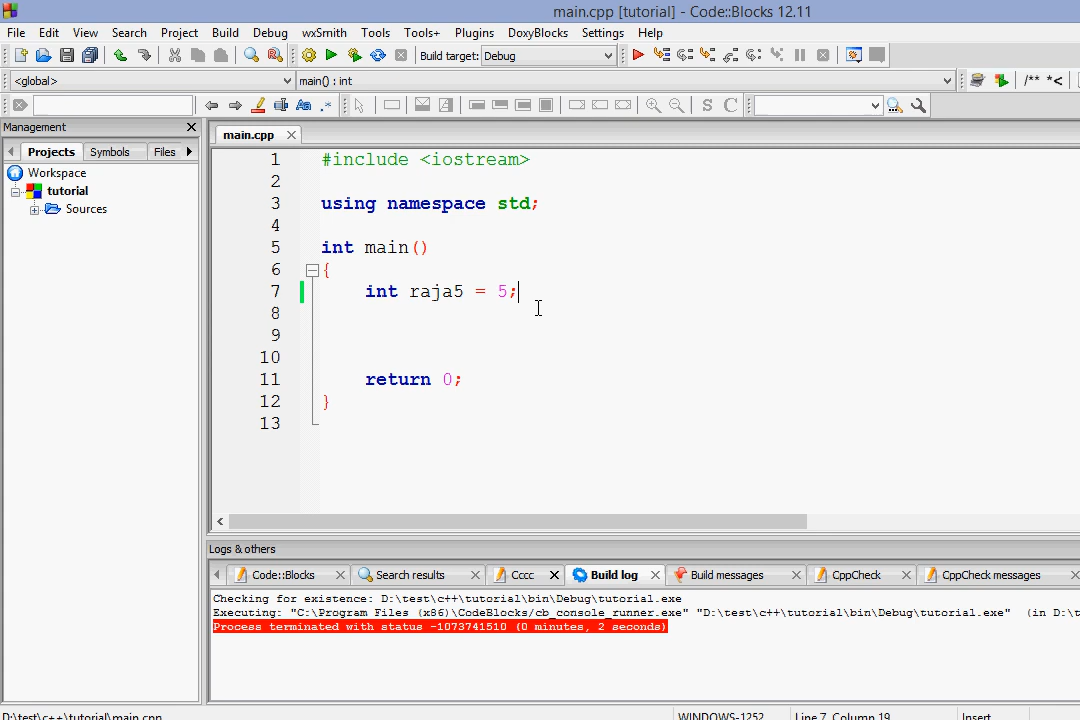 main.cpp [tutorial] - Code::Blocks 12.11
File Edit View Search Project Build Debug wxSmith Tools Tools+ Plugins DoxyBlocks Settings Help
Build target: Debug
<global> main() : int /** *<
Aa .* S C
Management
main.cpp
Projects Symbols Files
Workspace
tutorial
Sources
1 #include <iostream>
2
3 using namespace std;
4
5 int main()
6 {
7 int raja5 = 5;
8
9
10
11 return 0;
12 }
13
Logs & others
Code::Blocks Search results Cccc Build log Build messages CppCheck CppCheck messages
Checking for existence: D:\test\c++\tutorial\bin\Debug\tutorial.exe
Executing: "C:\Program Files (x86)\CodeBlocks/cb_console_runner.exe" "D:\test\c++\tutorial\bin\Debug\tutorial.exe" (in D:\t
Process terminated with status -1073741510 (0 minutes, 2 seconds)
D:\test\c++\tutorial\main.cpp WINDOWS-1252 Line 7, Column 19 Insert